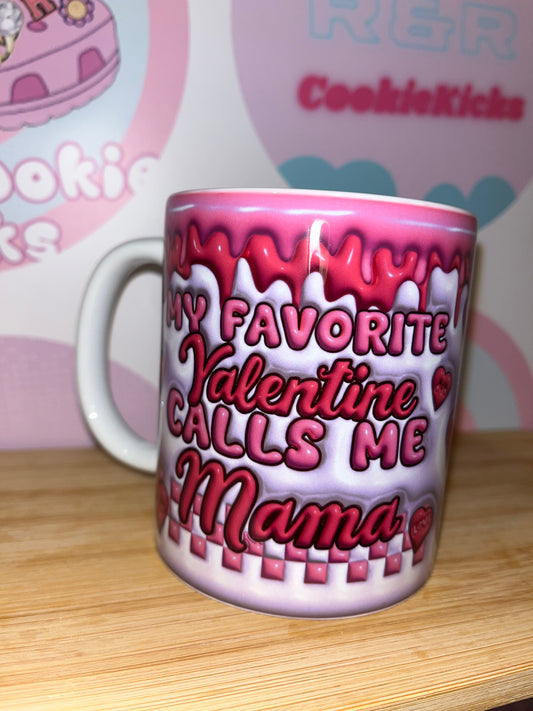 R&R
CookieKicks
ookie
ks
MY FAVORITE
Valentine
CALLS ME
Mama